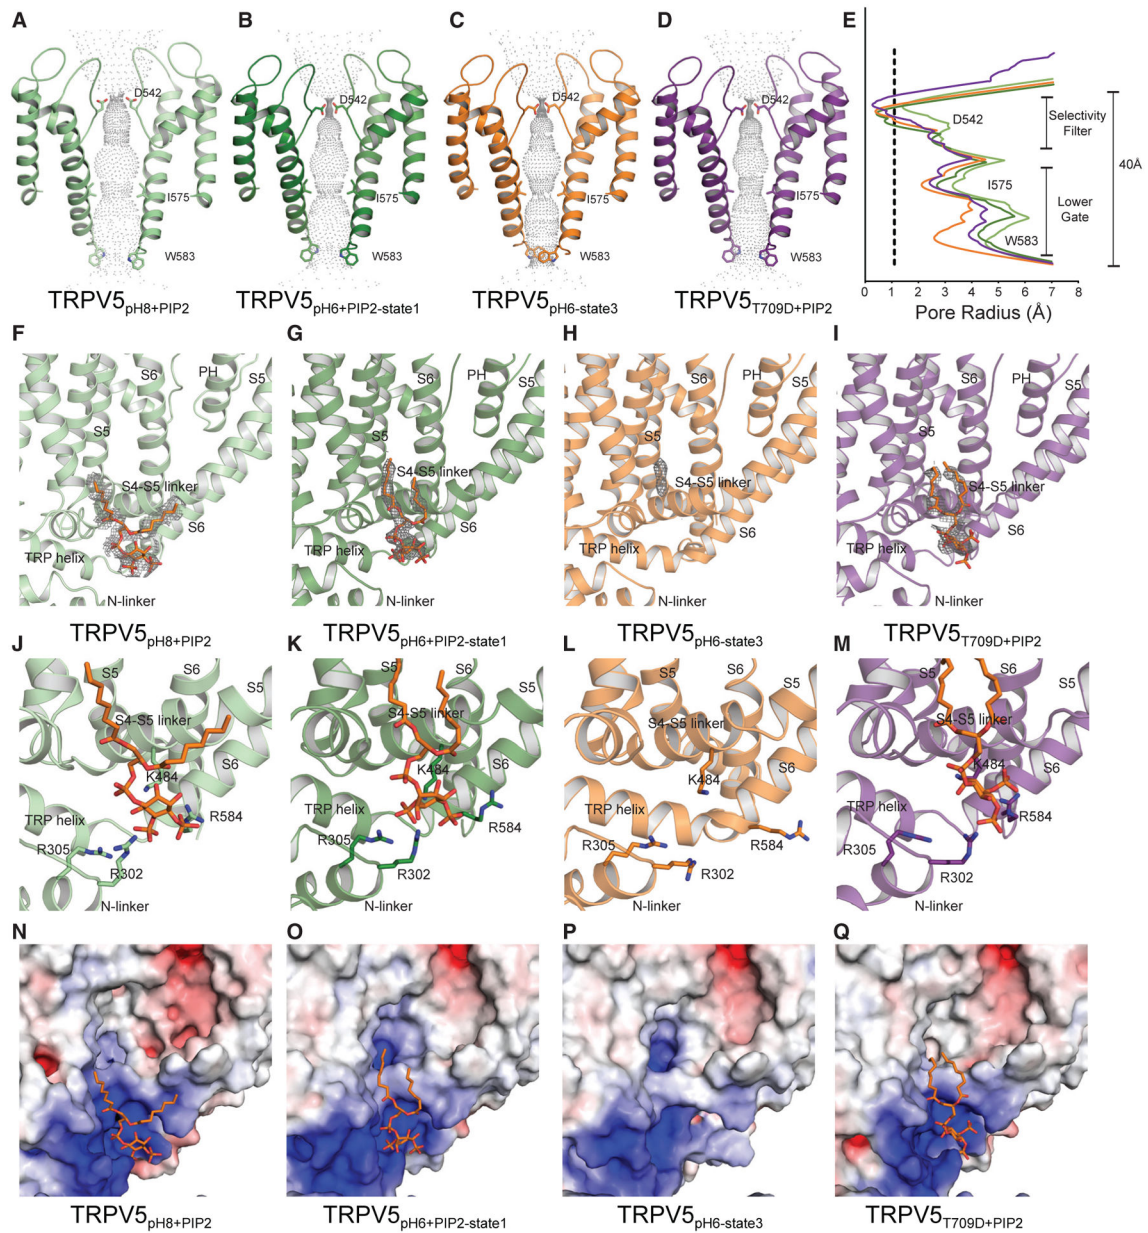 A
B
C
D
E
D542
I575
W583
TRPV5pH8+PIP2
D542
I575
W583
TRPV5pH6+PIP2-state1
D542
I575
W583
TRPV5pH6-state3
D542
I575
W583
TRPV5T709D+PIP2
D542
I575
W583
Selectivity
Filter
Lower
Gate
40Å
0 1 2 3 4 5 6 7 8
Pore Radius (Å)
F
G
H
I
S6
PH
S5
S5
S4-S5 linker
S6
TRP helix
N-linker
TRPV5pH8+PIP2
S6
PH
S5
S5
S4-S5 linker
S6
TRP helix
N-linker
TRPV5pH6+PIP2-state1
S6
PH
S5
S5
S4-S5 linker
S6
TRP helix
N-linker
TRPV5pH6-state3
S6
PH
S5
S5
S4-S5 linker
S6
TRP helix
N-linker
TRPV5T709D+PIP2
J
K
L
M
S5
S6
S5
S4-S5 linker
K484
S6
TRP helix
R584
R305
R302
N-linker
S5
S6
S5
S4-S5 linker
K484
S6
TRP helix
R584
R305
R302
N-linker
S5
S6
S5
S4-S5 linker
K484
S6
TRP helix
R584
R305
R302
N-linker
S5
S6
S5
S4-S5 linker
K484
S6
TRP helix
R584
R305
R302
N-linker
N
O
P
Q
TRPV5pH8+PIP2
TRPV5pH6+PIP2-state1
TRPV5pH6-state3
TRPV5T709D+PIP2